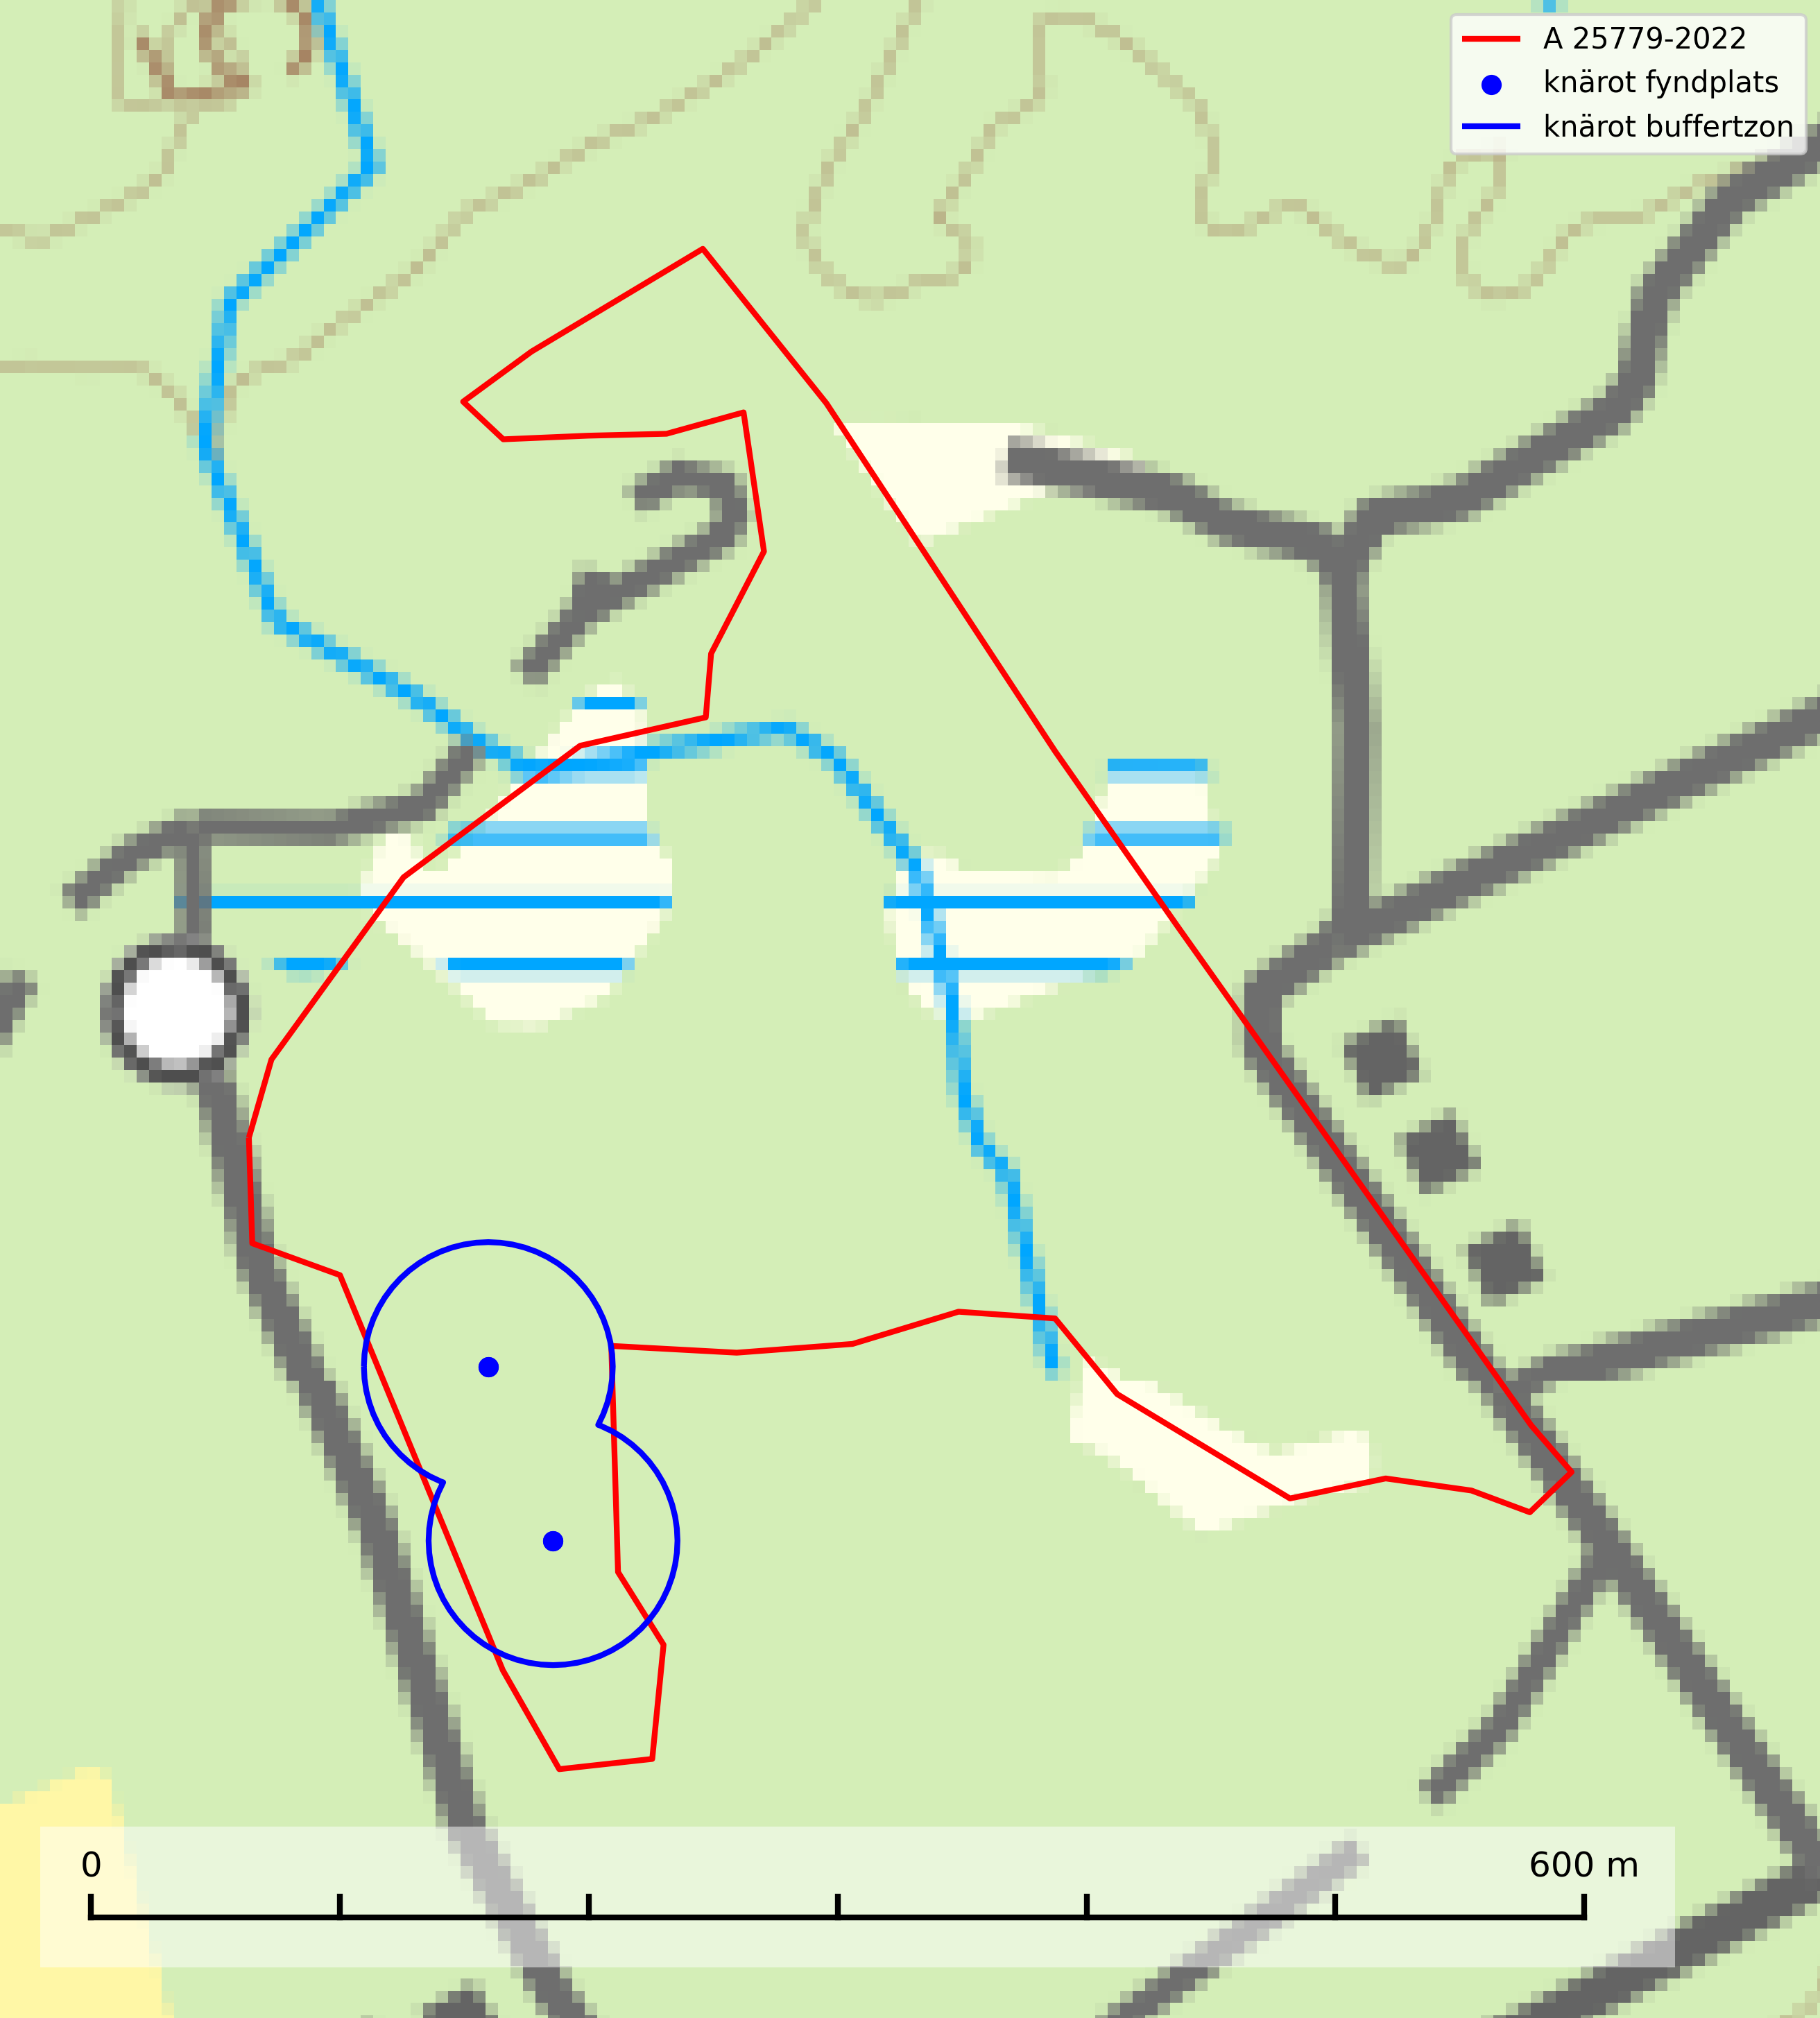 A 25779-2022
knärot fyndplats
knärot buffertzon
0 600 m